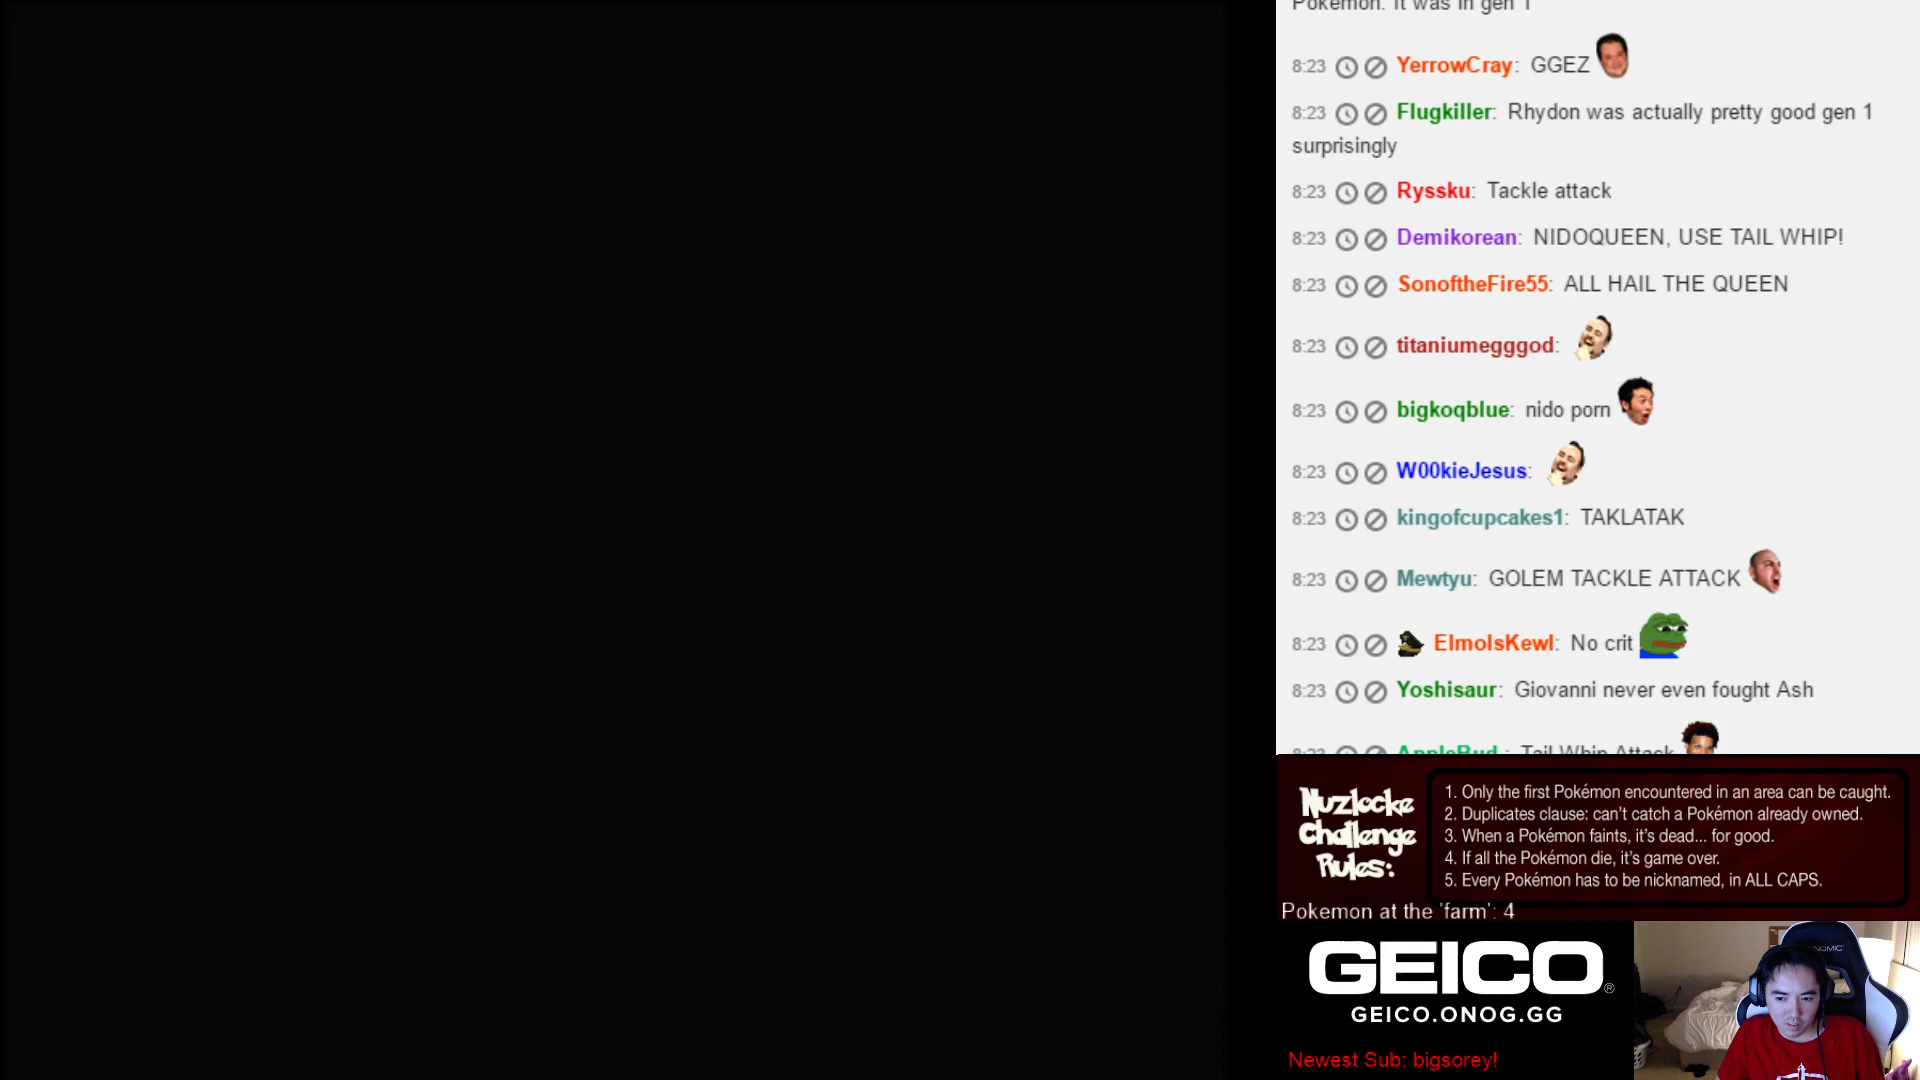 Pokemon. It was in gen 1
8:23 YerrowCray: GGEZ
8:23 Flugkiller: Rhydon was actually pretty good gen 1
surprisingly
8:23 Ryssku: Tackle attack
8:23 Demikorean: NIDOQUEEN, USE TAIL WHIP!
8:23 SonoftheFire55: ALL HAIL THE QUEEN
8:23 titaniumegggod:
8:23 bigkoqblue: nido porn
8:23 W00kieJesus:
8:23 kingofcupcakes1: TAKLATAK
8:23 Mewtyu: GOLEM TACKLE ATTACK
8:23 ElmoIsKewl: No crit
8:23 Yoshisaur: Giovanni never even fought Ash
8:23 AppleBud_: Tail Whip Attack
Nuzlocke
Challenge
Rules:
1. Only the first Pokémon encountered in an area can be caught.
2. Duplicates clause: can't catch a Pokémon already owned.
3. When a Pokémon faints, it's dead... for good.
4. If all the Pokémon die, it's game over.
5. Every Pokémon has to be nicknamed, in ALL CAPS.
Pokemon at the 'farm': 4
GEICO®
GEICO.ONOG.GG
Newest Sub: bigsorey!